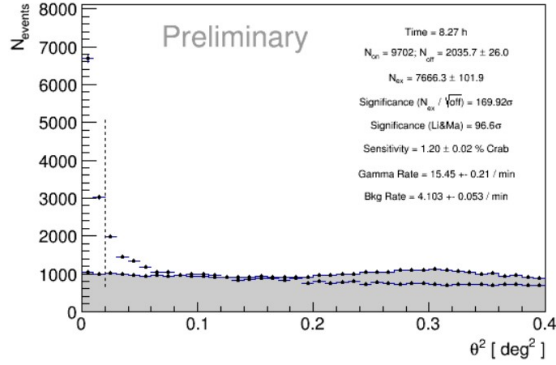 Preliminary
Time = 8.27 h
N_on = 9702; N_off = 2035.7 ± 26.0
N_ex = 7666.3 ± 101.9
Significance (N_ex / √off) = 169.92σ
Significance (Li&Ma) = 96.6σ
Sensitivity = 1.20 ± 0.02 % Crab
Gamma Rate = 15.45 +- 0.21 / min
Bkg Rate = 4.103 +- 0.053 / min
N_events
8000
7000
6000
5000
4000
3000
2000
1000
0
0 0.1 0.2 0.3 0.4
θ² [ deg² ]